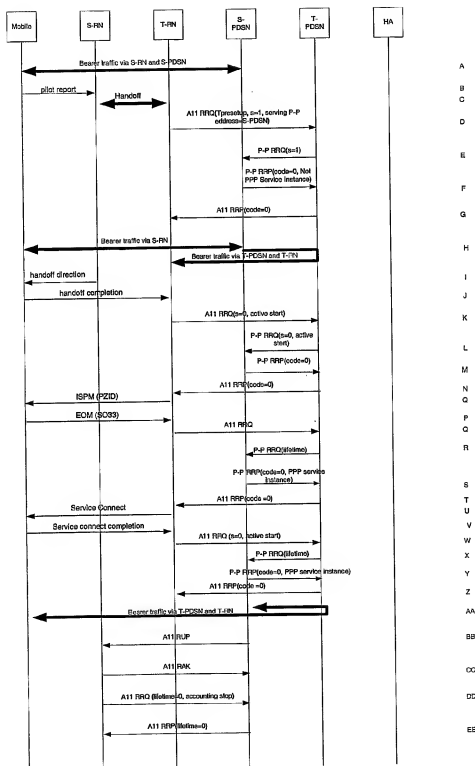 Mobile
S-RN
T-RN
S-
PDSN
T-
PDSN
HA
Bearer traffic via S-RN and S-PDSN
A
pilot report
B
Handoff
C
A11 RRQ(Tpresetup, s=1, serving P-P
address=S-PDSN)
D
P-P RRQ(s=1)
E
P-P RRP(code=0, Not
PPP Service Instance)
F
A11 RRP(code=0)
G
Bearer traffic via S-RN
H
Bearer traffic via T-PDSN and T-RN
handoff direction
I
handoff completion
J
A11 RRQ(s=0, active start)
K
P-P RRQ(s=0, active
start)
L
P-P RRP(code=0)
M
A11 RRP(code=0)
N
ISPM (PZID)
Q
EOM (SO33)
P
A11 RRQ
Q
P-P RRQ(lifetime)
R
P-P RRP(code=0, PPP service
instance)
S
A11 RRP(code =0)
T
Service Connect
U
Service connect completion
V
A11 RRQ (s=0, active start)
W
P-P RRQ(lifetime)
X
P-P RRP(code=0, PPP service instance)
Y
A11 RRP(code =0)
Z
Bearer traffic via T-PDSN and T-RN
AA
A11 RUP
BB
A11 RAK
CC
A11 RRQ (lifetime=0, accounting stop)
DD
A11 RRP(lifetime=0)
EE